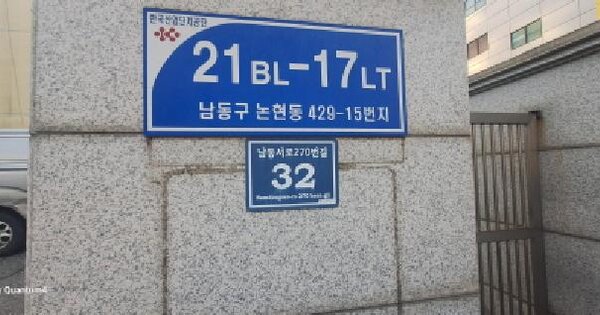 한국산업단지공단
21BL-17LT
남동구 논현동 429-15번지
남동서로270번길
32
Quantum4